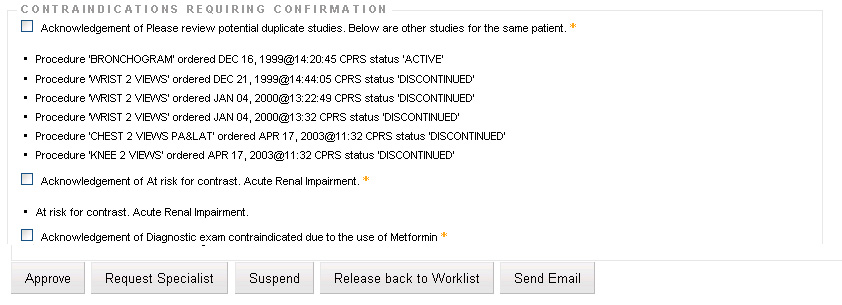 CONTRAINDICATIONS REQUIRING CONFIRMATION
Acknowledgement of Please review potential duplicate studies. Below are other studies for the same patient. *
• Procedure 'BRONCHOGRAM' ordered DEC 16, 1999@14:20:45 CPRS status 'ACTIVE'
• Procedure 'WRIST 2 VIEWS' ordered DEC 21, 1999@14:44:05 CPRS status 'DISCONTINUED'
• Procedure 'WRIST 2 VIEWS' ordered JAN 04, 2000@13:22:49 CPRS status 'DISCONTINUED'
• Procedure 'WRIST 2 VIEWS' ordered JAN 04, 2000@13:32 CPRS status 'DISCONTINUED'
• Procedure 'CHEST 2 VIEWS PA&LAT' ordered APR 17, 2003@11:32 CPRS status 'DISCONTINUED'
• Procedure 'KNEE 2 VIEWS' ordered APR 17, 2003@11:32 CPRS status 'DISCONTINUED'
Acknowledgement of At risk for contrast. Acute Renal Impairment. *
• At risk for contrast. Acute Renal Impairment.
Acknowledgement of Diagnostic exam contraindicated due to the use of Metformin *
Approve Request Specialist Suspend Release back to Worklist Send Email